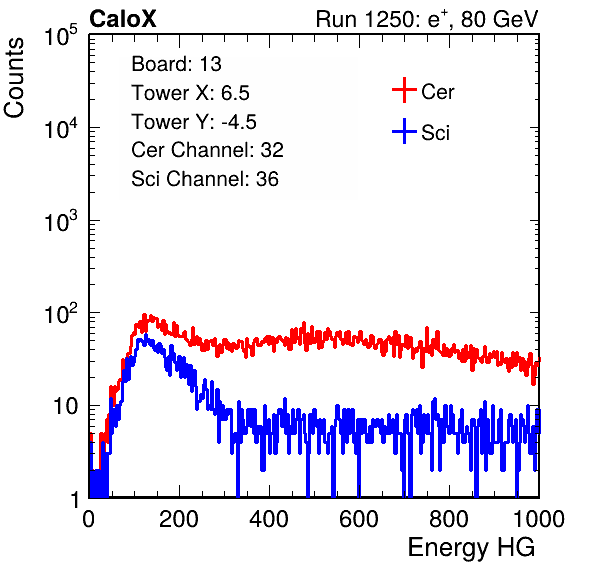 CaloX Run 1250: e⁺, 80 GeV
Counts
Board: 13
Tower X: 6.5
Tower Y: -4.5
Cer Channel: 32
Sci Channel: 36
Cer
Sci
10⁵
10⁴
10³
10²
10
1
0 200 400 600 800 1000
Energy HG